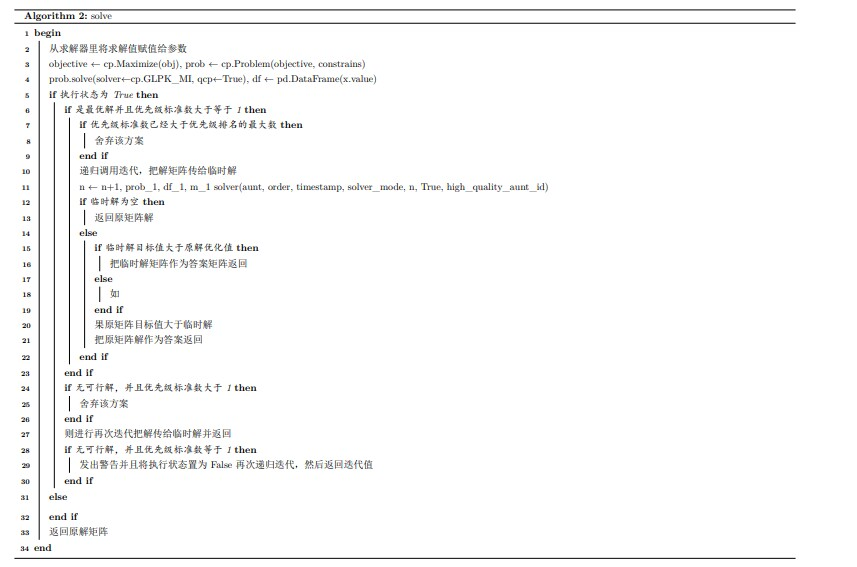 Algorithm 2: solve
1 begin
2 从求解器里将求解值赋值给参数
3 objective ← cp.Maximize(obj), prob ← cp.Problem(objective, constrains)
4 prob.solve(solver←cp.GLPK_MI, qcp←True), df ← pd.DataFrame(x.value)
5 if 执行状态为 True then
6 if 是最优解并且优先级标准数大于等于 1 then
7 if 优先级标准数已经大于优先级排名的最大数 then
8 舍弃该方案
9 end if
10 递归调用迭代，把解矩阵传给临时解
11 n ← n+1, prob_1, df_1, m_1 solver(aunt, order, timestamp, solver_mode, n, True, high_quality_aunt_id)
12 if 临时解为空 then
13 返回原矩阵解
14 else
15 if 临时解目标值大于原解优化值 then
16 把临时解矩阵作为答案矩阵返回
17 else
18 如
19 end if
20 果原矩阵目标值大于临时解
21 把原矩阵解作为答案返回
22 end if
23 end if
24 if 无可行解，并且优先级标准数大于 1 then
25 舍弃该方案
26 end if
27 则进行再次迭代把解传给临时解并返回
28 if 无可行解，并且优先级标准数等于 1 then
29 发出警告并且将执行状态置为 False 再次递归迭代，然后返回迭代值
30 end if
31 else
32 end if
33 返回原解矩阵
34 end